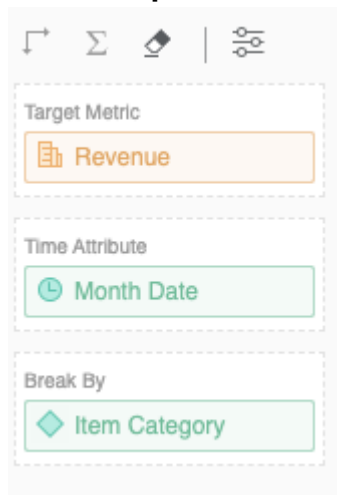 Target Metric
Revenue
Time Attribute
Month Date
Break By
Item Category